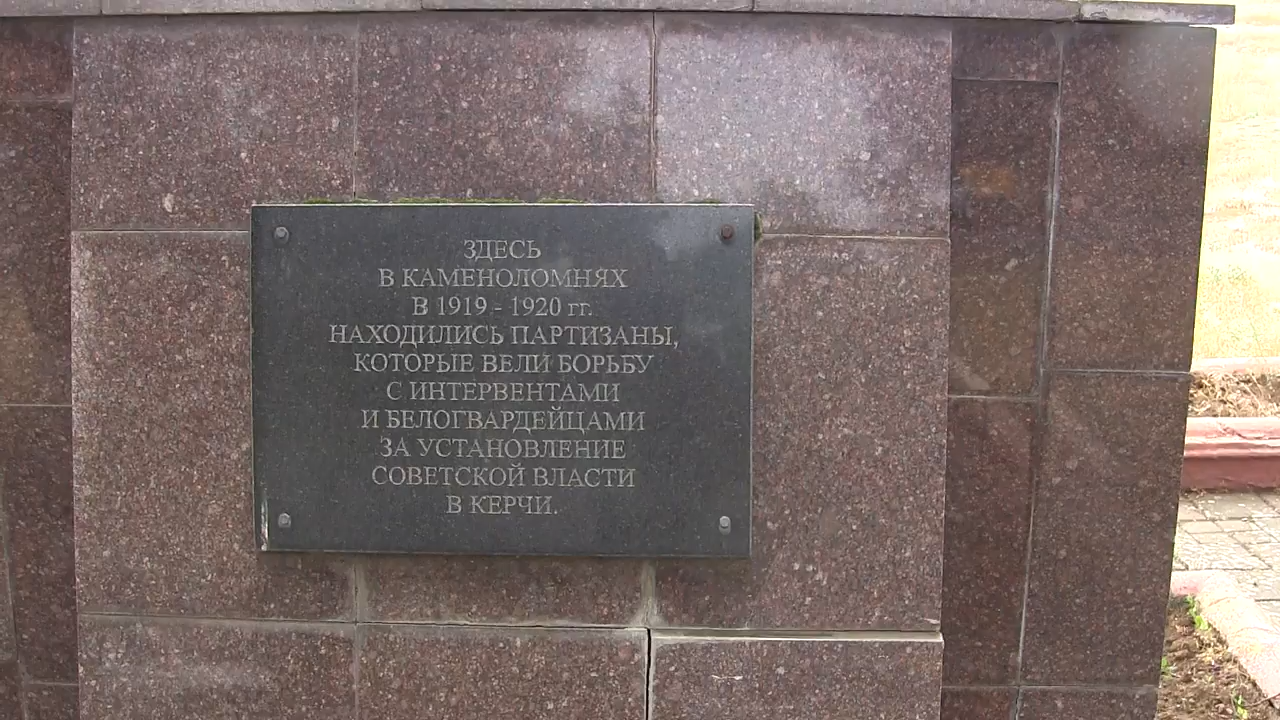 ЗДЕСЬ
В КАМЕНОЛОМНЯХ
В 1919 - 1920 гг.
НАХОДИЛИСЬ ПАРТИЗАНЫ,
КОТОРЫЕ ВЕЛИ БОРЬБУ
С ИНТЕРВЕНТАМИ
И БЕЛОГВАРДЕЙЦАМИ
ЗА УСТАНОВЛЕНИЕ
СОВЕТСКОЙ ВЛАСТИ
В КЕРЧИ.